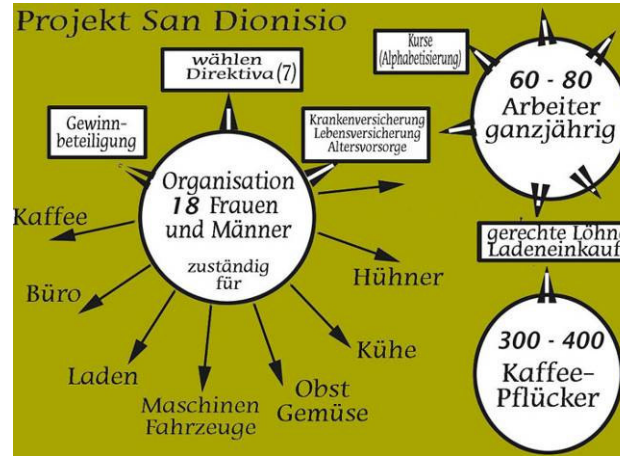 Projekt San Dionisio
wählen
Direktiva (7)
Kurse
(Alphabetisierung)
60 - 80
Arbeiter
ganzjährig
Gewinn-
beteiligung
Krankenversicherung
Lebensversicherung
Altersvorsorge
Organisation
18 Frauen
und Männer
zuständig
für
Kaffee
Büro
Laden
Maschinen
Fahrzeuge
Obst
Gemüse
Kühe
Hühner
gerechte Löhne
Ladeneinkauf
300 - 400
Kaffee-
Pflücker